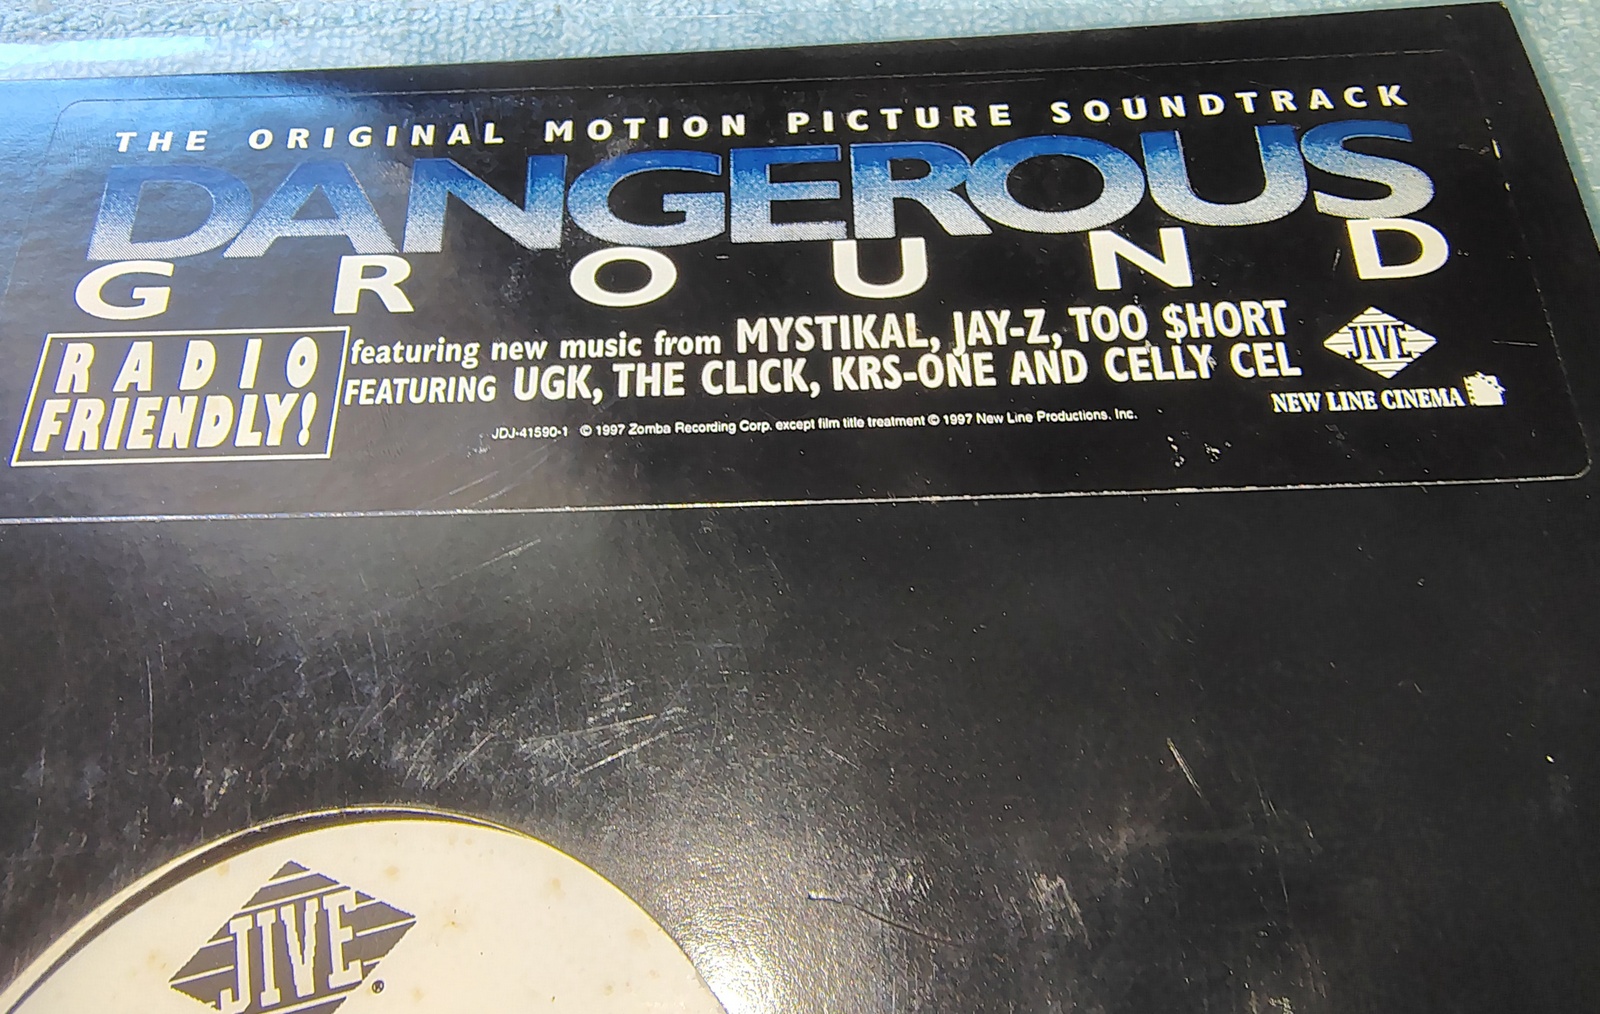 THE ORIGINAL MOTION PICTURE SOUNDTRACK
DANGEROUS
GROUND
RADIO
FRIENDLY!
featuring new music from MYSTIKAL, JAY-Z, TOO $HORT
FEATURING UGK, THE CLICK, KRS-ONE AND CELLY CEL
JIVE
NEW LINE CINEMA
JDJ-41590-1 © 1997 Zomba Recording Corp. except film title treatment © 1997 New Line Productions, Inc.
JIVE®